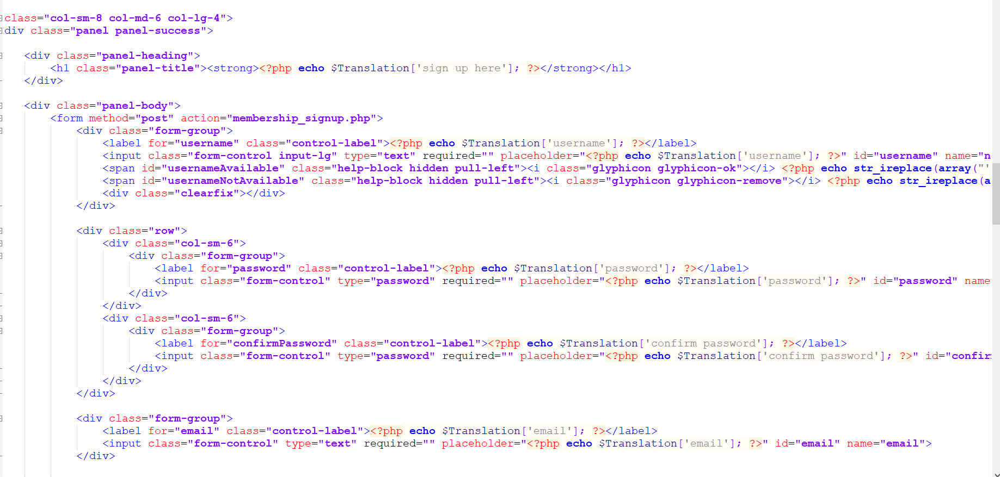 class="col-sm-8 col-md-6 col-lg-4">
div class="panel panel-success">
<div class="panel-heading">
<h1 class="panel-title"><strong><?php echo $Translation['sign up here']; ?></strong></h1>
</div>
<div class="panel-body">
<form method="post" action="membership_signup.php">
<div class="form-group">
<label for="username" class="control-label"><?php echo $Translation['username']; ?></label>
<input class="form-control input-lg" type="text" required="" placeholder="<?php echo $Translation['username']; ?>" id="username" name="n
<span id="usernameAvailable" class="help-block hidden pull-left"><i class="glyphicon glyphicon-ok"></i> <?php echo str_ireplace(array("'
<span id="usernameNotAvailable" class="help-block hidden pull-left"><i class="glyphicon glyphicon-remove"></i> <?php echo str_ireplace(a
<div class="clearfix"></div>
</div>
<div class="row">
<div class="col-sm-6">
<div class="form-group">
<label for="password" class="control-label"><?php echo $Translation['password']; ?></label>
<input class="form-control" type="password" required="" placeholder="<?php echo $Translation['password']; ?>" id="password" name
</div>
</div>
<div class="col-sm-6">
<div class="form-group">
<label for="confirmPassword" class="control-label"><?php echo $Translation['confirm password']; ?></label>
<input class="form-control" type="password" required="" placeholder="<?php echo $Translation['confirm password']; ?>" id="confir
</div>
</div>
</div>
<div class="form-group">
<label for="email" class="control-label"><?php echo $Translation['email']; ?></label>
<input class="form-control" type="text" required="" placeholder="<?php echo $Translation['email']; ?>" id="email" name="email">
</div>